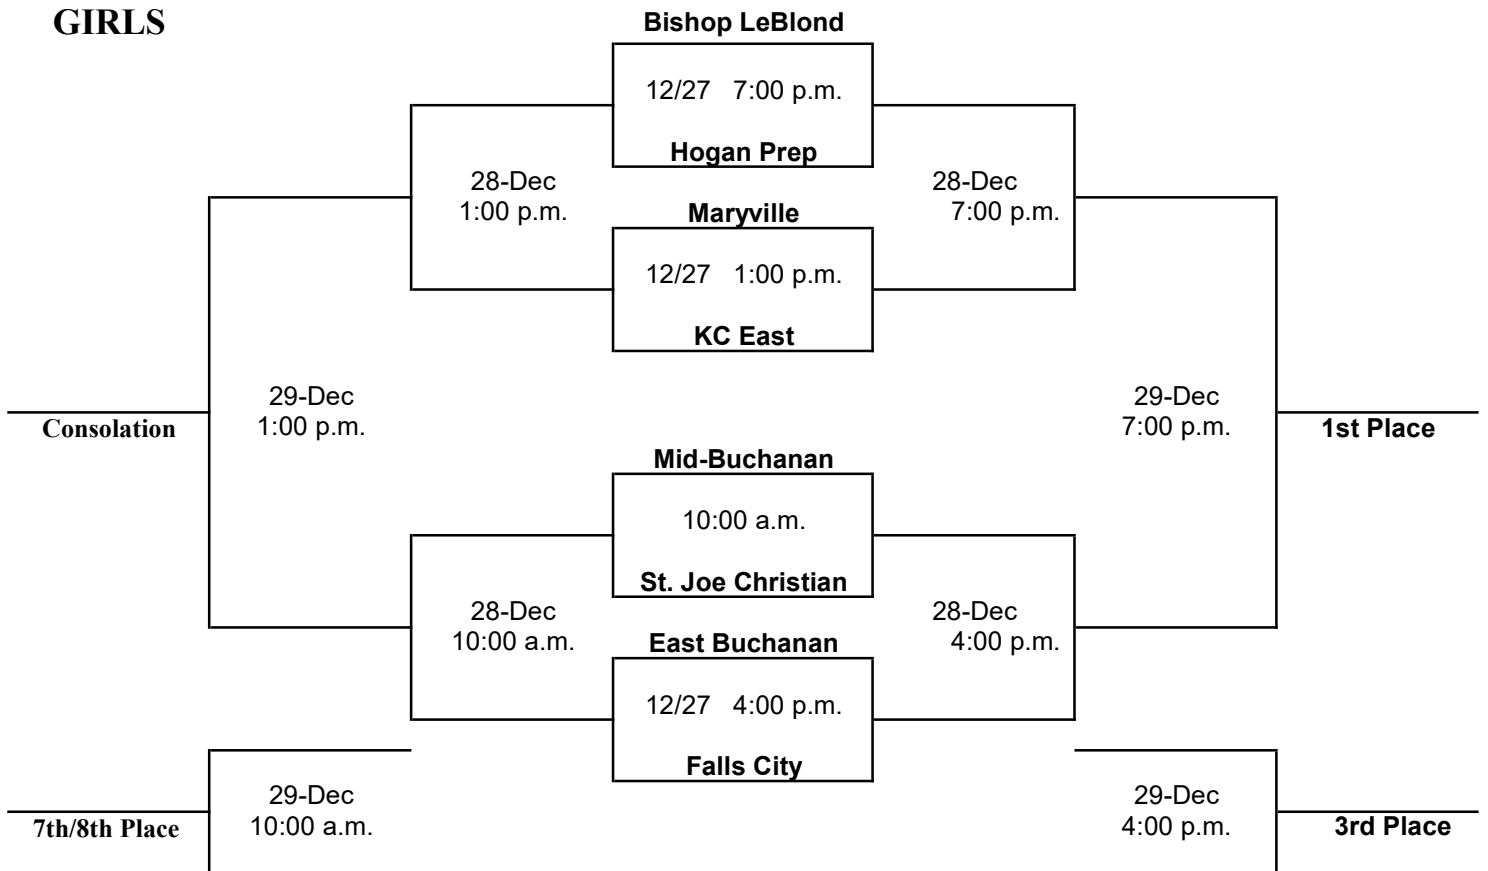 GIRLS
Bishop LeBlond
12/27 7:00 p.m.
Hogan Prep
28-Dec
1:00 p.m.
28-Dec
7:00 p.m.
Maryville
12/27 1:00 p.m.
KC East
29-Dec
1:00 p.m.
Consolation
29-Dec
7:00 p.m.
1st Place
Mid-Buchanan
10:00 a.m.
St. Joe Christian
28-Dec
10:00 a.m.
28-Dec
4:00 p.m.
East Buchanan
12/27 4:00 p.m.
Falls City
29-Dec
10:00 a.m.
7th/8th Place
29-Dec
4:00 p.m.
3rd Place